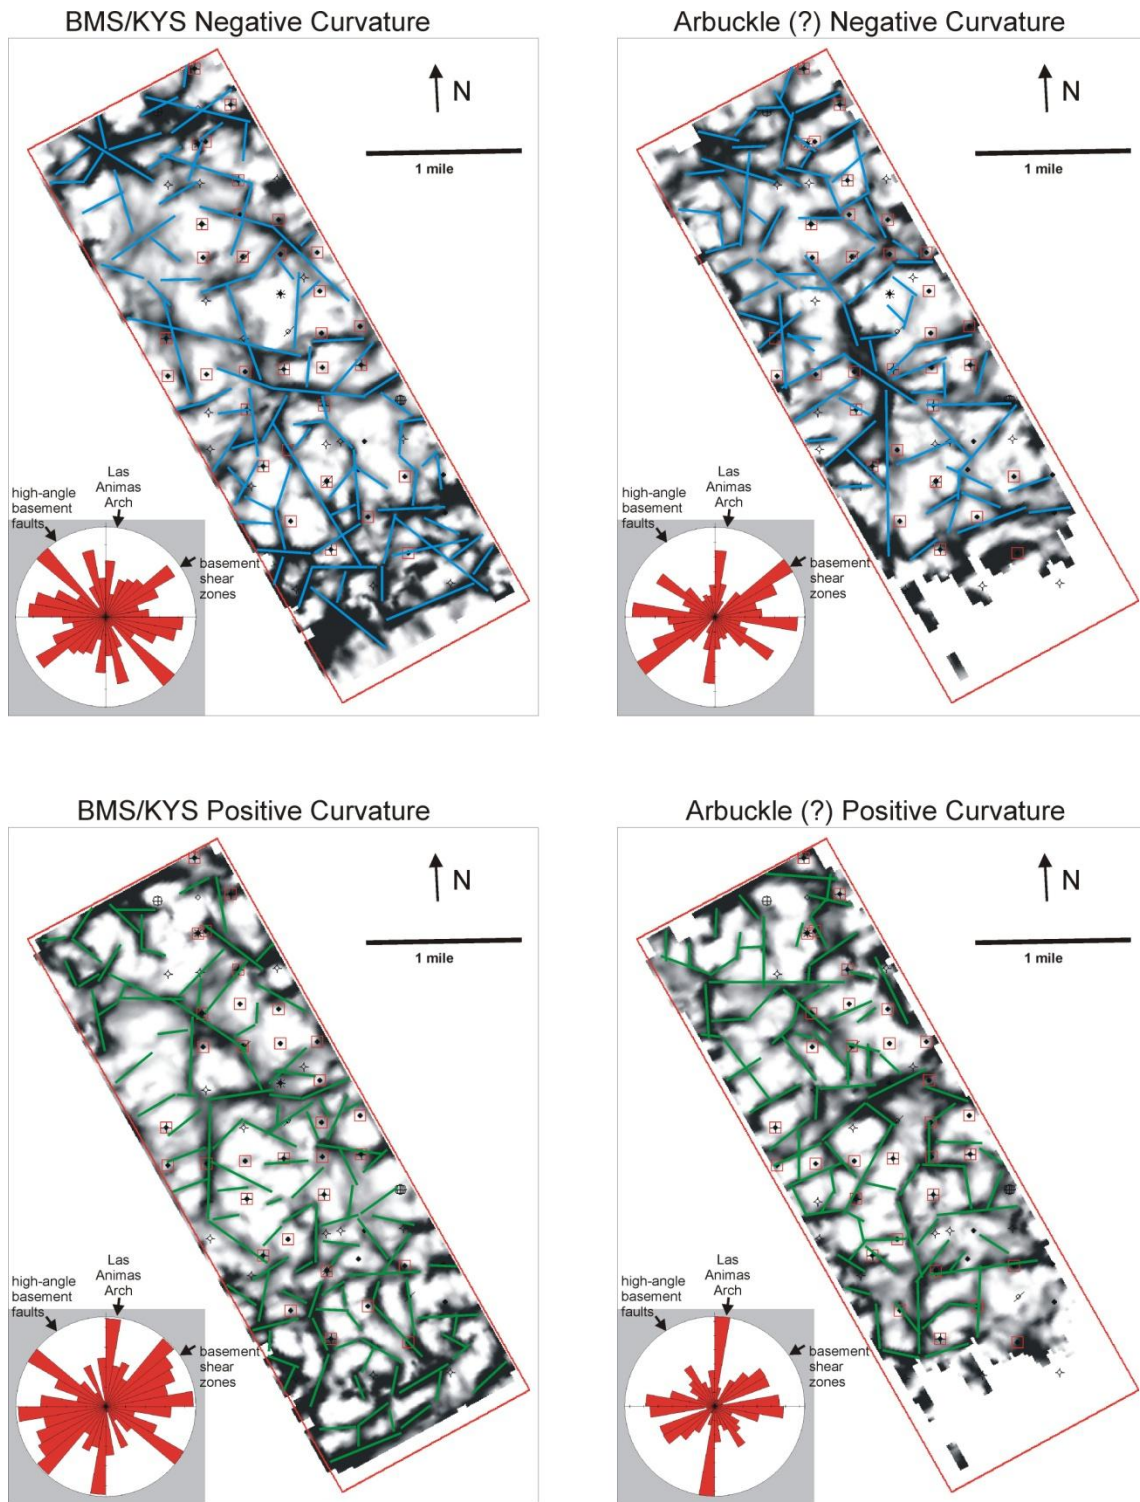 BMS/KYS Negative Curvature
N
1 mile
high-angle
basement
faults
Las
Animas
Arch
basement
shear
zones
Arbuckle (?) Negative Curvature
N
1 mile
high-angle
basement
faults
Las
Animas
Arch
basement
shear
zones
BMS/KYS Positive Curvature
N
1 mile
high-angle
basement
faults
Las
Animas
Arch
basement
shear
zones
Arbuckle (?) Positive Curvature
N
1 mile
high-angle
basement
faults
Las
Animas
Arch
basement
shear
zones